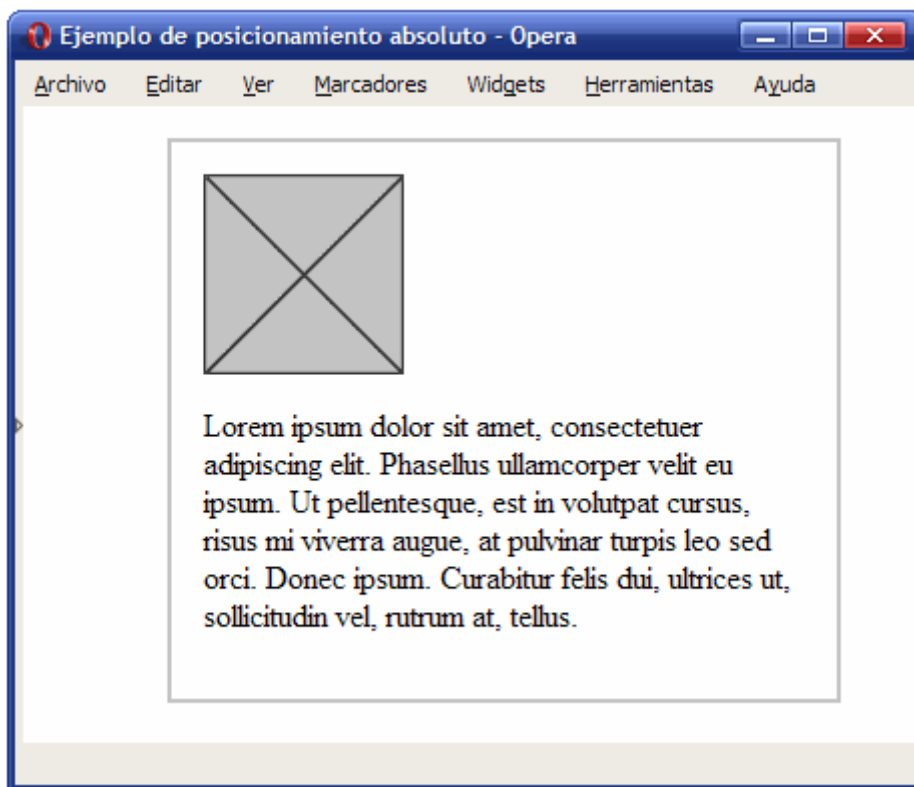 Ejemplo de posicionamiento absoluto - Opera
Archivo Editar Ver Marcadores Widgets Herramientas Ayuda
Lorem ipsum dolor sit amet, consectetuer
adipiscing elit. Phasellus ullamcorper velit eu
ipsum. Ut pellentesque, est in volutpat cursus,
risus mi viverra augue, at pulvinar turpis leo sed
orci. Donec ipsum. Curabitur felis dui, ultrices ut,
sollicitudin vel, rutrum at, tellus.